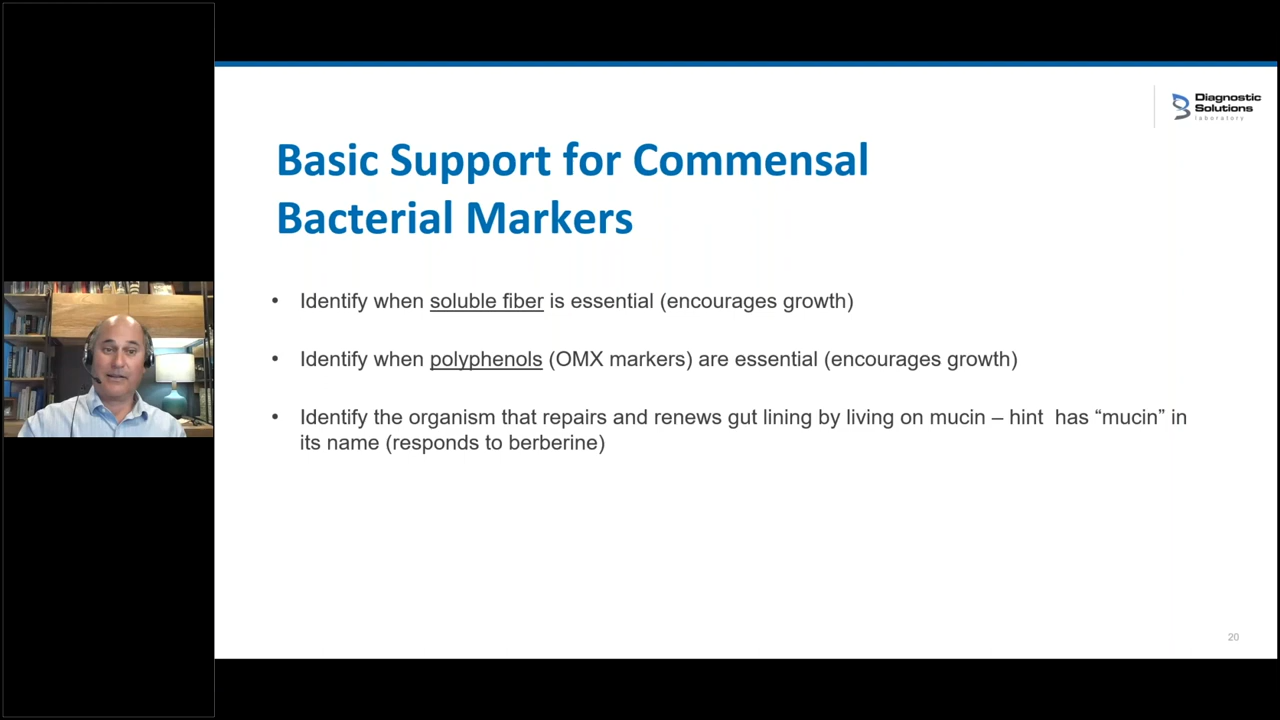 Diagnostic
Solutions
laboratory
Basic Support for Commensal
Bacterial Markers
• Identify when soluble fiber is essential (encourages growth)
• Identify when polyphenols (OMX markers) are essential (encourages growth)
• Identify the organism that repairs and renews gut lining by living on mucin – hint has “mucin” in
its name (responds to berberine)
20